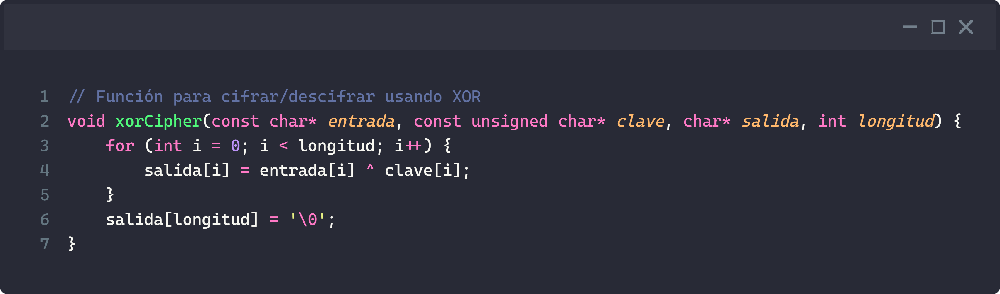 1 // Función para cifrar/descifrar usando XOR
2 void xorCipher(const char* entrada, const unsigned char* clave, char* salida, int longitud) {
3     for (int i = 0; i < longitud; i++) {
4         salida[i] = entrada[i] ^ clave[i];
5     }
6     salida[longitud] = '\0';
7 }